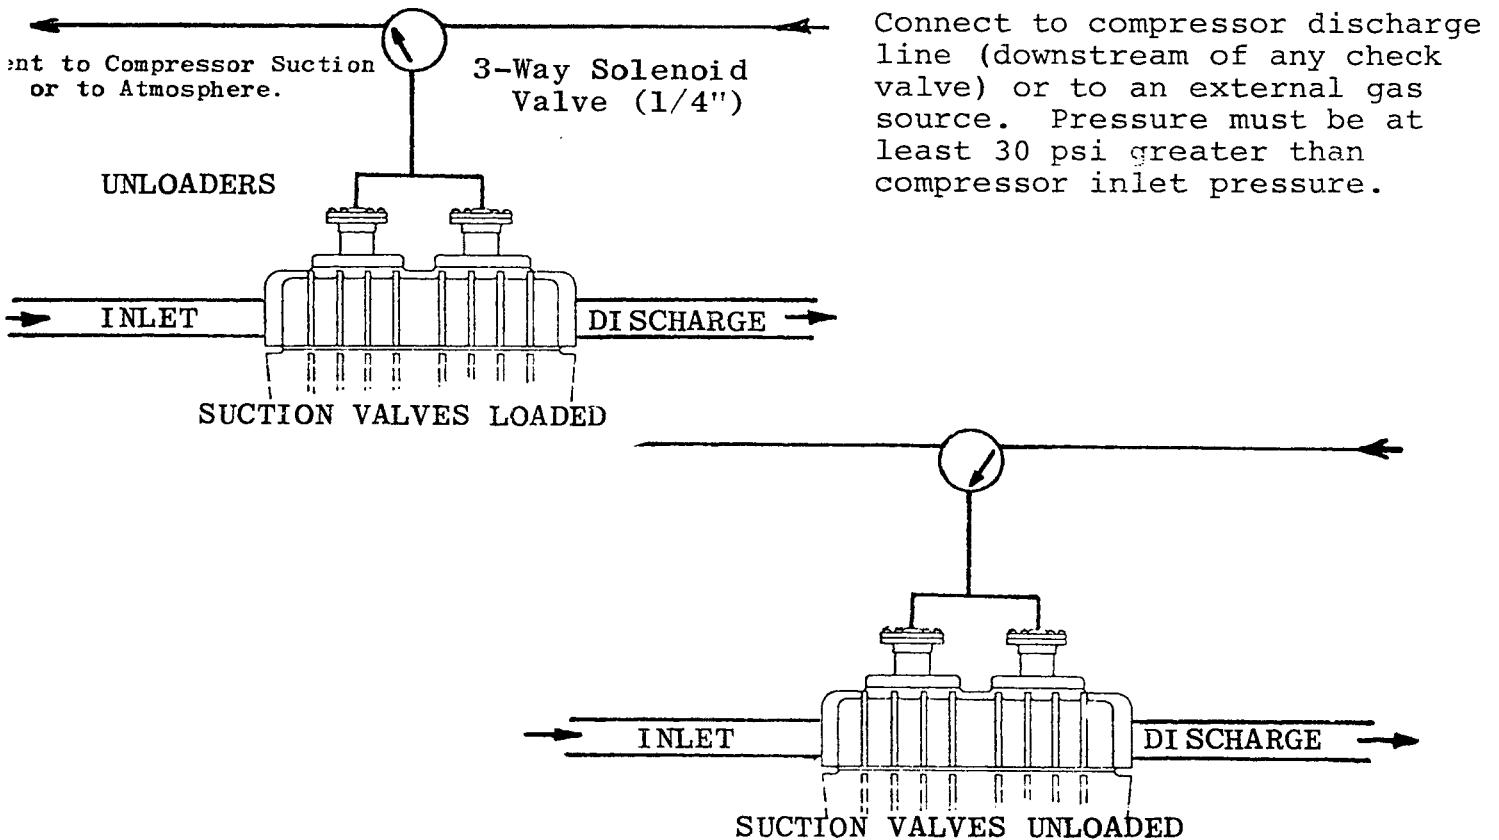 Connect to compressor discharge
line (downstream of any check
valve) or to an external gas
source. Pressure must be at
least 30 psi greater than
compressor inlet pressure.
to Compressor Suction
or to Atmosphere.
3-Way Solenoid
Valve (1/4")
UNLOADERS
INLET
DISCHARGE
SUCTION VALVES LOADED
INLET
DISCHARGE
SUCTION VALVES UNLOADED